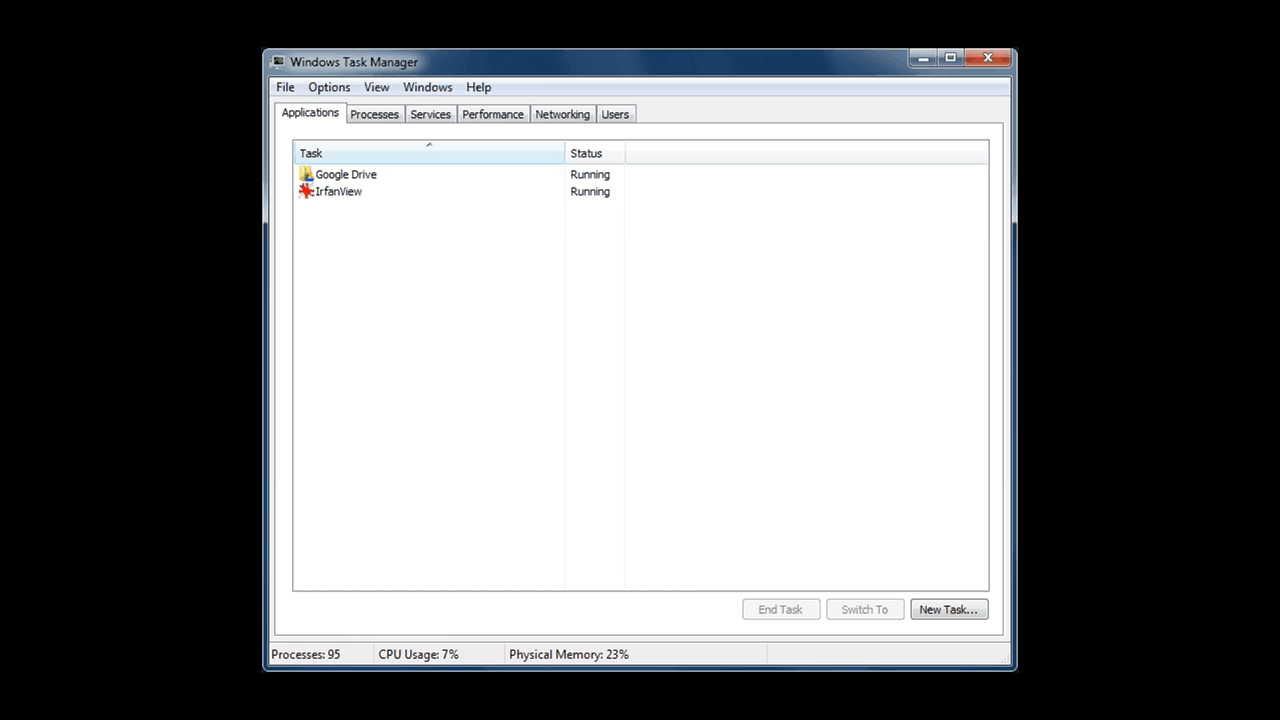 Windows Task Manager
File Options View Windows Help
Applications Processes Services Performance Networking Users
Task Status
Google Drive Running
IrfanView Running
End Task Switch To New Task...
Processes: 95 CPU Usage: 7% Physical Memory: 23%